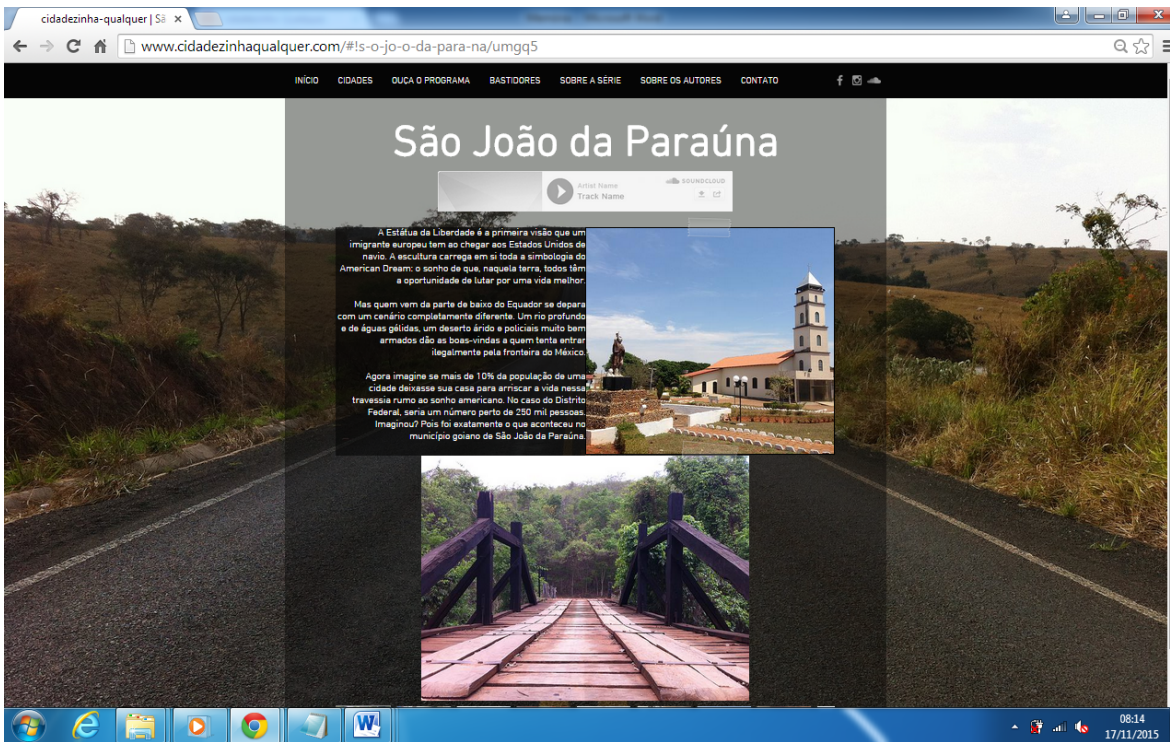 cidadezinha-qualquer | Sã
www.cidadezinhaqualquer.com/#!s-o-jo-o-da-para-na/umgq5
INÍCIO CIDADES OUÇA O PROGRAMA BASTIDORES SOBRE A SÉRIE SOBRE OS AUTORES CONTATO
São João da Paraúna
Artist Name
Track Name
SOUNDCLOUD
A Estátua da Liberdade é a primeira visão que um
imigrante europeu tem ao chegar aos Estados Unidos de
navio. A escultura carrega em si toda a simbologia do
American Dream: o sonho de que, naquela terra, todos têm
a oportunidade de lutar por uma vida melhor.
Mas quem vem da parte de baixo do Equador se depara
com um cenário completamente diferente. Um rio profundo
e de águas gélidas, um deserto árido e policiais muito bem
armados dão as boas-vindas a quem tenta entrar
ilegalmente pela fronteira do México.
Agora imagine se mais de 10% da população de uma
cidade deixasse sua casa para arriscar a vida nessa
travessia rumo ao sonho americano. No caso do Distrito
Federal, seria um número perto de 250 mil pessoas.
Imaginou? Pois foi exatamente o que aconteceu no
município goiano de São João da Paraúna.
08:14
17/11/2015